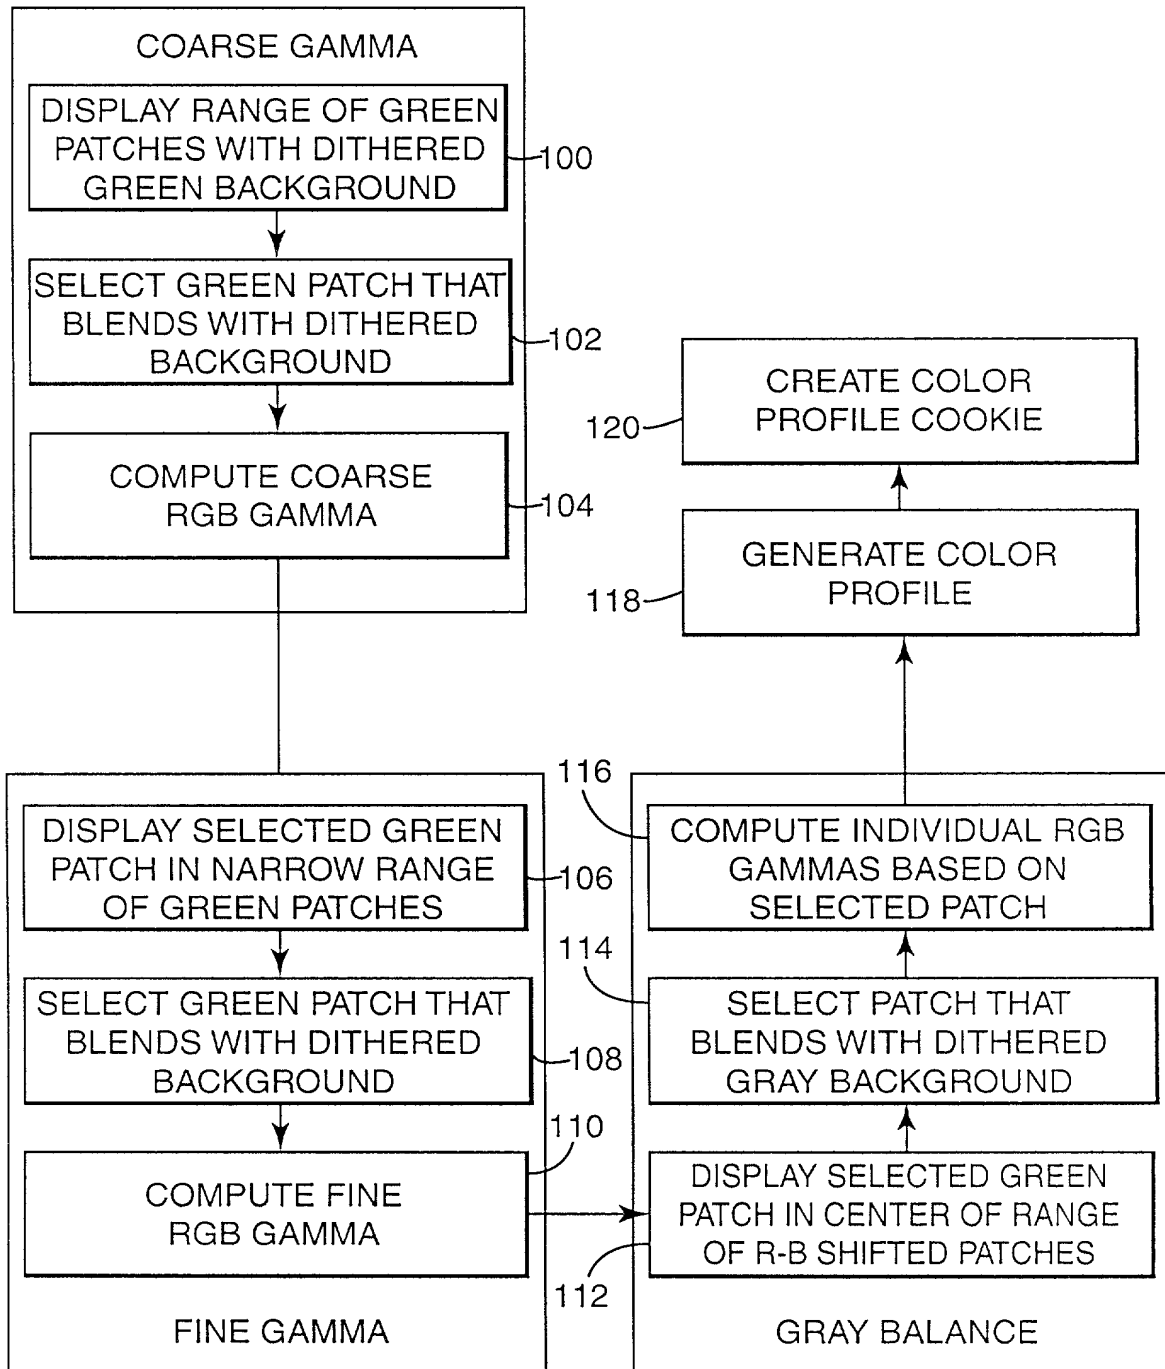 COARSE GAMMA
DISPLAY RANGE OF GREEN
PATCHES WITH DITHERED
GREEN BACKGROUND
100
SELECT GREEN PATCH THAT
BLENDS WITH DITHERED
BACKGROUND
102
COMPUTE COARSE
RGB GAMMA
104
DISPLAY SELECTED GREEN
PATCH IN NARROW RANGE
OF GREEN PATCHES
106
SELECT GREEN PATCH THAT
BLENDS WITH DITHERED
BACKGROUND
108
110
COMPUTE FINE
RGB GAMMA
FINE GAMMA
DISPLAY SELECTED GREEN
PATCH IN CENTER OF RANGE
OF R-B SHIFTED PATCHES
112
114
SELECT PATCH THAT
BLENDS WITH DITHERED
GRAY BACKGROUND
116
COMPUTE INDIVIDUAL RGB
GAMMAS BASED ON
SELECTED PATCH
GRAY BALANCE
GENERATE COLOR
PROFILE
118
CREATE COLOR
PROFILE COOKIE
120